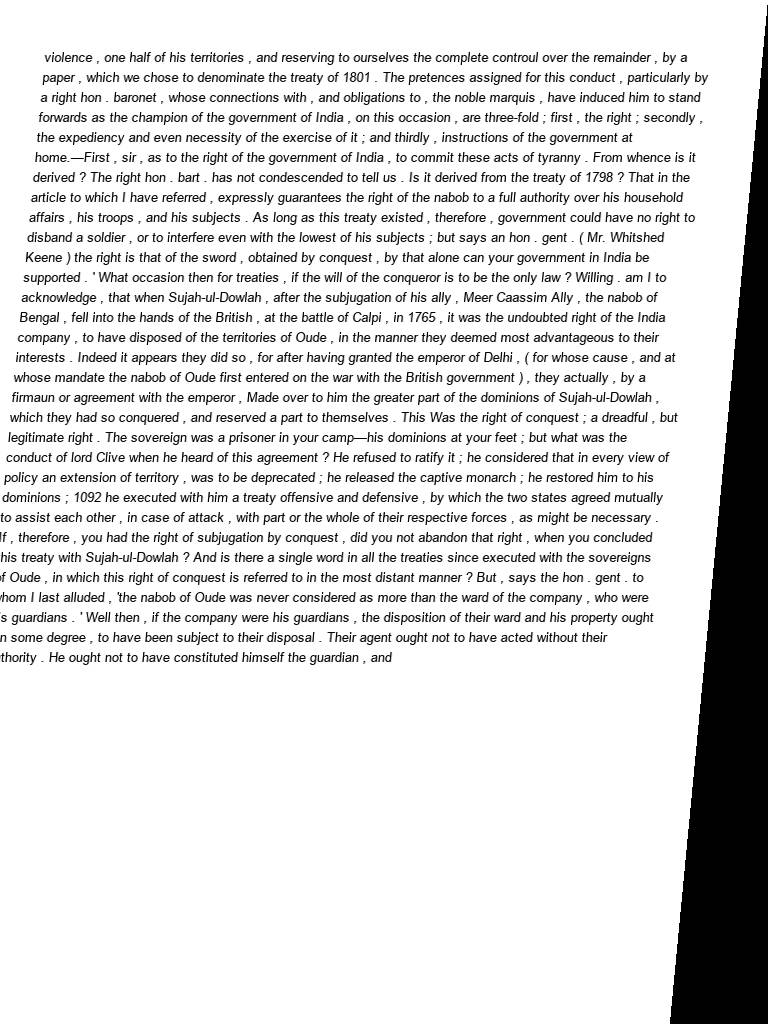 violence , one half of his territories , and reserving to ourselves the complete controul over the remainder , by a
paper , which we chose to denominate the treaty of 1801 . The pretences assigned for this conduct , particularly by
a right hon . baronet , whose connections with , and obligations to , the noble marquis , have induced him to stand
forwards as the champion of the government of India , on this occasion , are three-fold ; first , the right ; secondly ,
the expediency and even necessity of the exercise of it ; and thirdly , instructions of the government at
home.—First , sir , as to the right of the government of India , to commit these acts of tyranny . From whence is it
derived ? The right hon . bart . has not condescended to tell us . Is it derived from the treaty of 1798 ? That in the
article to which I have referred , expressly guarantees the right of the nabob to a full authority over his household
affairs , his troops , and his subjects . As long as this treaty existed , therefore , government could have no right to
disband a soldier , or to interfere even with the lowest of his subjects ; but says an hon . gent . ( Mr. Whitshed
Keene ) the right is that of the sword , obtained by conquest , by that alone can your government in India be
supported . ' What occasion then for treaties , if the will of the conqueror is to be the only law ? Willing . am I to
acknowledge , that when Sujah-ul-Dowlah , after the subjugation of his ally , Meer Caassim Ally , the nabob of
Bengal , fell into the hands of the British , at the battle of Calpi , in 1765 , it was the undoubted right of the India
company , to have disposed of the territories of Oude , in the manner they deemed most advantageous to their
interests . Indeed it appears they did so , for after having granted the emperor of Delhi , ( for whose cause , and at
whose mandate the nabob of Oude first entered on the war with the British government ) , they actually , by a
firmaun or agreement with the emperor , Made over to him the greater part of the dominions of Sujah-ul-Dowlah ,
which they had so conquered , and reserved a part to themselves . This Was the right of conquest ; a dreadful , but
legitimate right . The sovereign was a prisoner in your camp—his dominions at your feet ; but what was the
conduct of lord Clive when he heard of this agreement ? He refused to ratify it ; he considered that in every view of
policy an extension of territory , was to be deprecated ; he released the captive monarch ; he restored him to his
dominions ; 1092 he executed with him a treaty offensive and defensive , by which the two states agreed mutually
to assist each other , in case of attack , with part or the whole of their respective forces , as might be necessary .
If , therefore , you had the right of subjugation by conquest , did you not abandon that right , when you concluded
this treaty with Sujah-ul-Dowlah ? And is there a single word in all the treaties since executed with the sovereigns
of Oude , in which this right of conquest is referred to in the most distant manner ? But , says the hon . gent . to
whom I last alluded , 'the nabob of Oude was never considered as more than the ward of the company , who were
s guardians . ' Well then , if the company were his guardians , the disposition of their ward and his property ought
n some degree , to have been subject to their disposal . Their agent ought not to have acted without their
thority . He ought not to have constituted himself the guardian , and